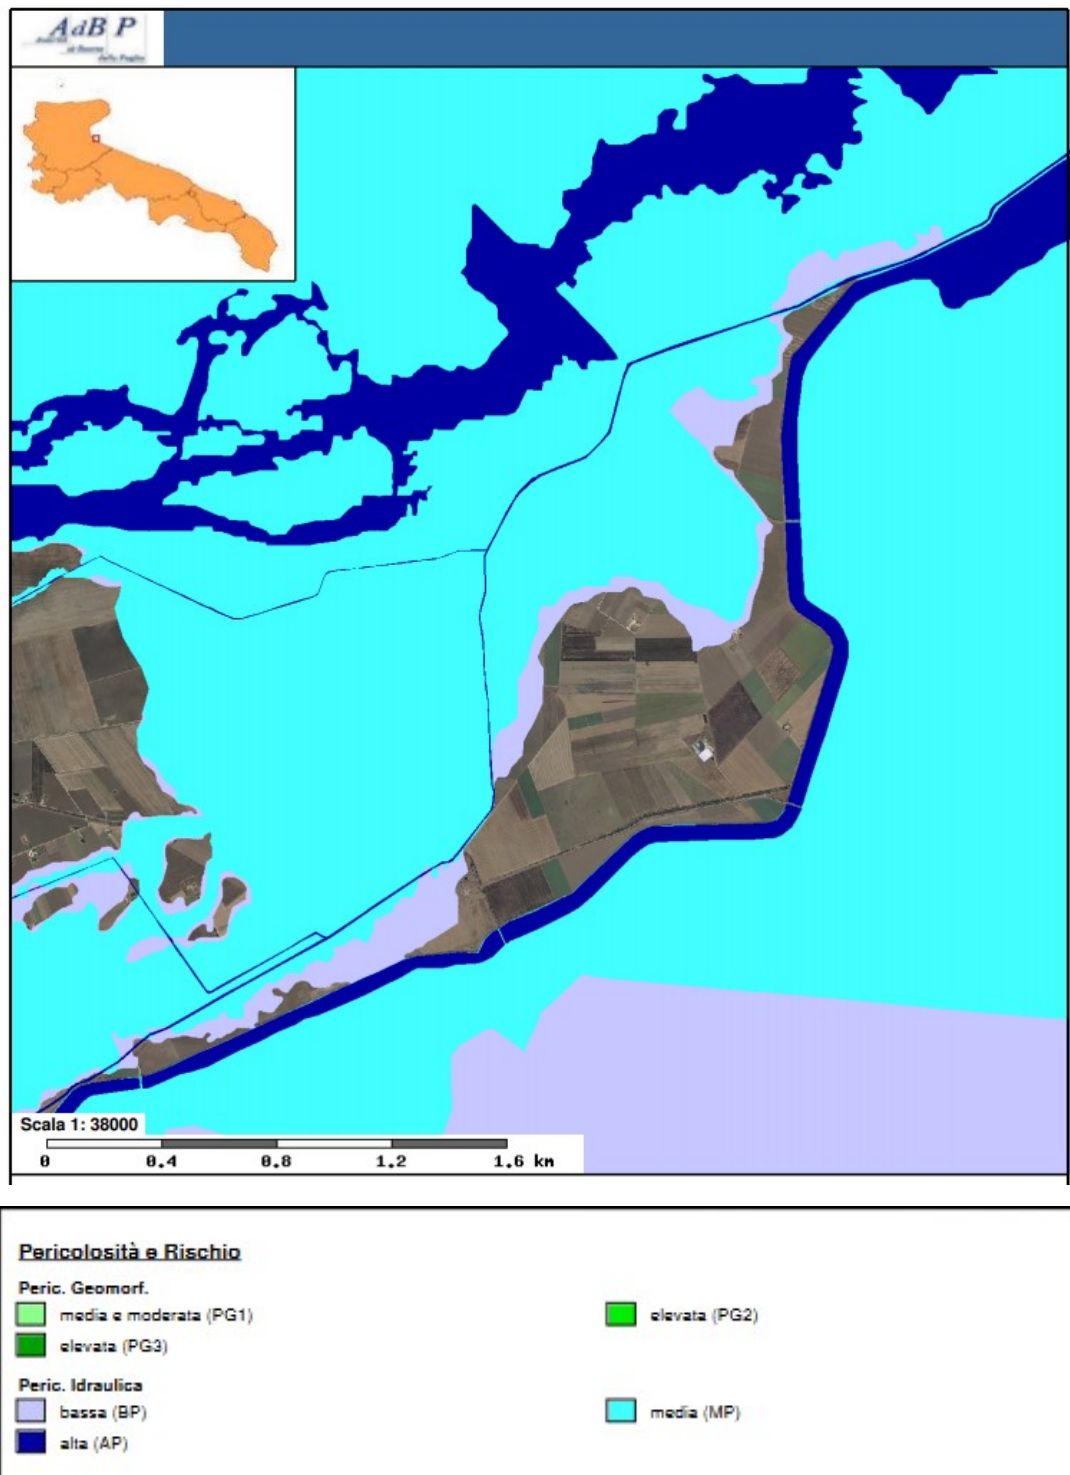 AdB P
Scala 1: 38000
0 0.4 0.8 1.2 1.6 km
Pericolosità e Rischio
Peric. Geomorf.
media e moderata (PG1) elevata (PG2)
elevata (PG3)
Peric. Idraulica
bassa (BP) media (MP)
alta (AP)